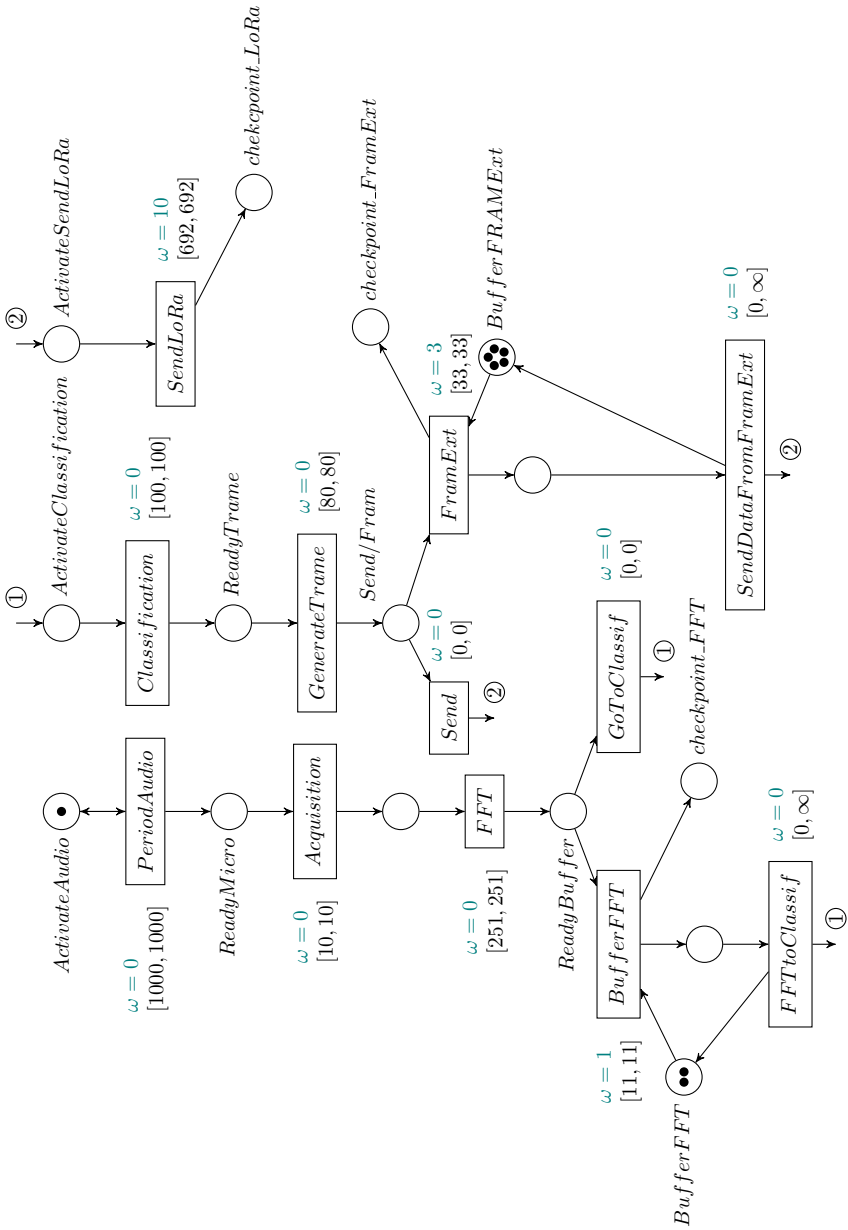 ActivateAudio
ω = 0
[1000, 1000]
PeriodAudio
ReadyMicro
ω = 0
[10, 10]
Acquisition
ω = 0
[251, 251]
FFT
ReadyBuffer
ω = 1
[11, 11]
BufferFFT
BufferFFT
GoToClassif
ω = 0
[0, 0]
1
checkpoint_FFT
FFTtoClassif
ω = 0
[0, ∞]
1
1
ActivateClassification
Classification
ω = 0
[100, 100]
ReadyTrame
GenerateTrame
ω = 0
[80, 80]
Send/Fram
Send
ω = 0
[0, 0]
2
FramExt
ω = 3
[33, 33]
checkpoint_FramExt
BufferFRAMExt
SendDataFromFramExt
ω = 0
[0, ∞]
2
2
ActivateSendLoRa
SendLoRa
ω = 10
[692, 692]
chekcpoint_LoRa